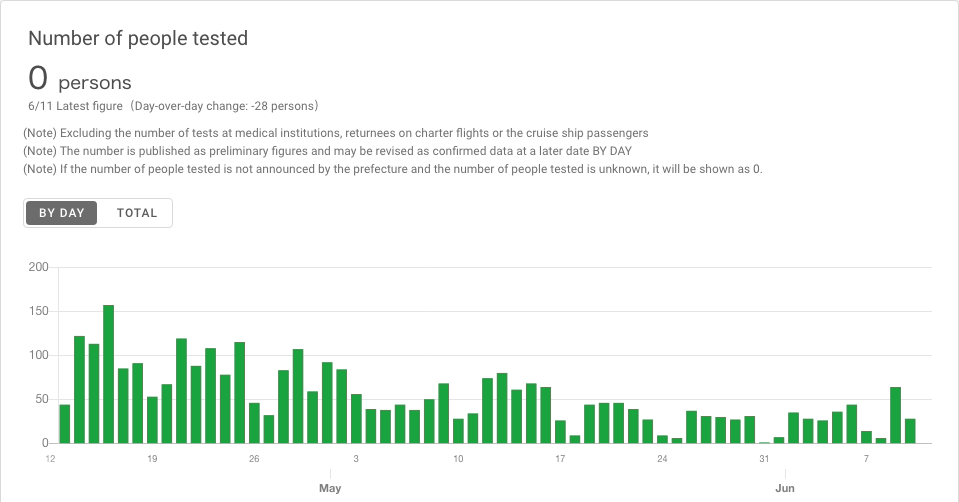 Number of people tested
0 persons
6/11 Latest figure（Day-over-day change: -28 persons）
(Note) Excluding the number of tests at medical institutions, returnees on charter flights or the cruise ship passengers
(Note) The number is published as preliminary figures and may be revised as confirmed data at a later date BY DAY
(Note) If the number of people tested is not announced by the prefecture and the number of people tested is unknown, it will be shown as 0.
BY DAY TOTAL
200
150
100
50
0
12 19 26 3 10 17 24 31 7
May Jun